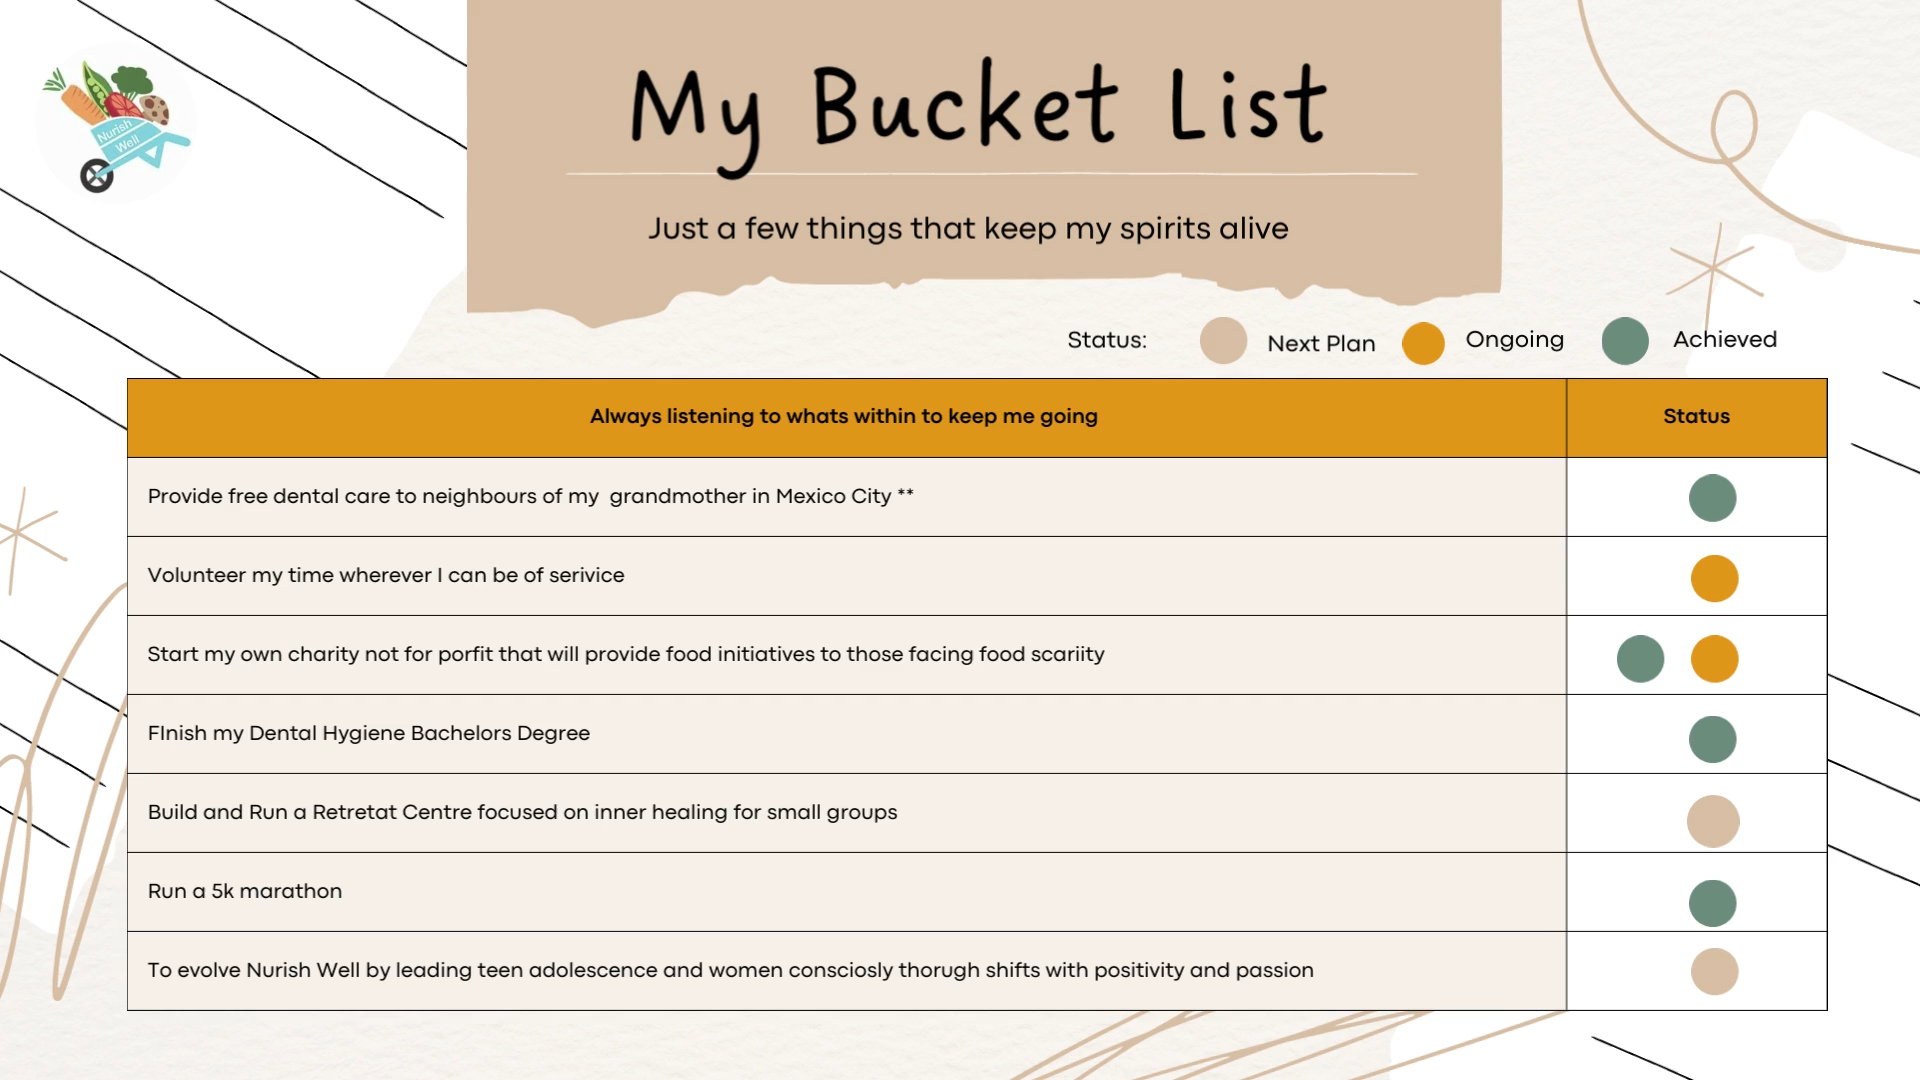 Nurish
Well
My Bucket List
Just a few things that keep my spirits alive
Status: Next Plan Ongoing Achieved
Always listening to whats within to keep me going Status
Provide free dental care to neighbours of my  grandmother in Mexico City **
Volunteer my time wherever I can be of serivice
Start my own charity not for porfit that will provide food initiatives to those facing food scariity
FInish my Dental Hygiene Bachelors Degree
Build and Run a Retretat Centre focused on inner healing for small groups
Run a 5k marathon
To evolve Nurish Well by leading teen adolescence and women consciosly thorugh shifts with positivity and passion